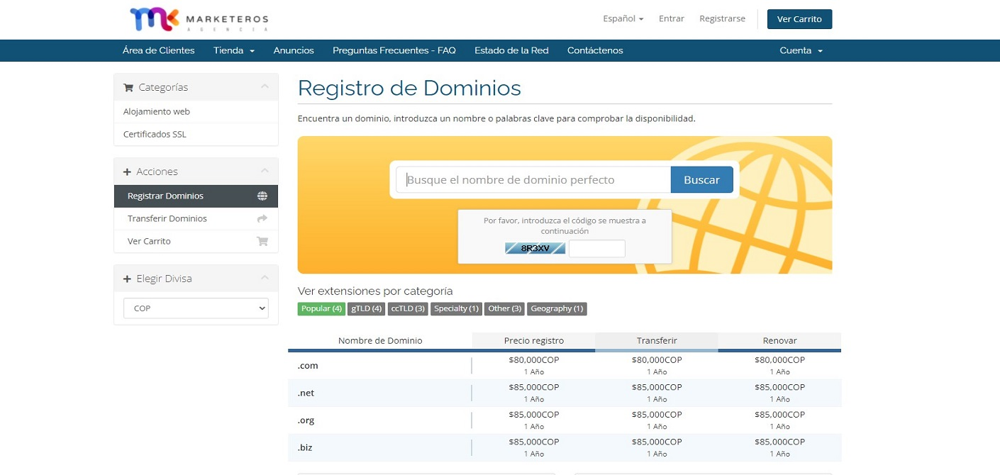 MARKETEROS
AGENCIA
Español
Entrar
Registrarse
Ver Carrito
Área de Clientes
Tienda
Anuncios
Preguntas Frecuentes - FAQ
Estado de la Red
Contáctenos
Cuenta
Categorías
Alojamiento web
Certificados SSL
Acciones
Registrar Dominios
Transferir Dominios
Ver Carrito
Elegir Divisa
COP
Registro de Dominios
Encuentra un dominio, introduzca un nombre o palabras clave para comprobar la disponibilidad.
Busque el nombre de dominio perfecto
Buscar
Por favor, introduzca el código se muestra a
continuación
8R3XV
Ver extensiones por categoría
Popular (4) gTLD (4) ccTLD (3) Specialty (1) Other (3) Geography (1)
Nombre de Dominio Precio registro Transferir Renovar
.com $80,000COP $80,000COP $80,000COP
1 Año 1 Año 1 Año
.net $85,000COP $85,000COP $85,000COP
1 Año 1 Año 1 Año
.org $85,000COP $85,000COP $85,000COP
1 Año 1 Año 1 Año
.biz $85,000COP $85,000COP $85,000COP
1 Año 1 Año 1 Año